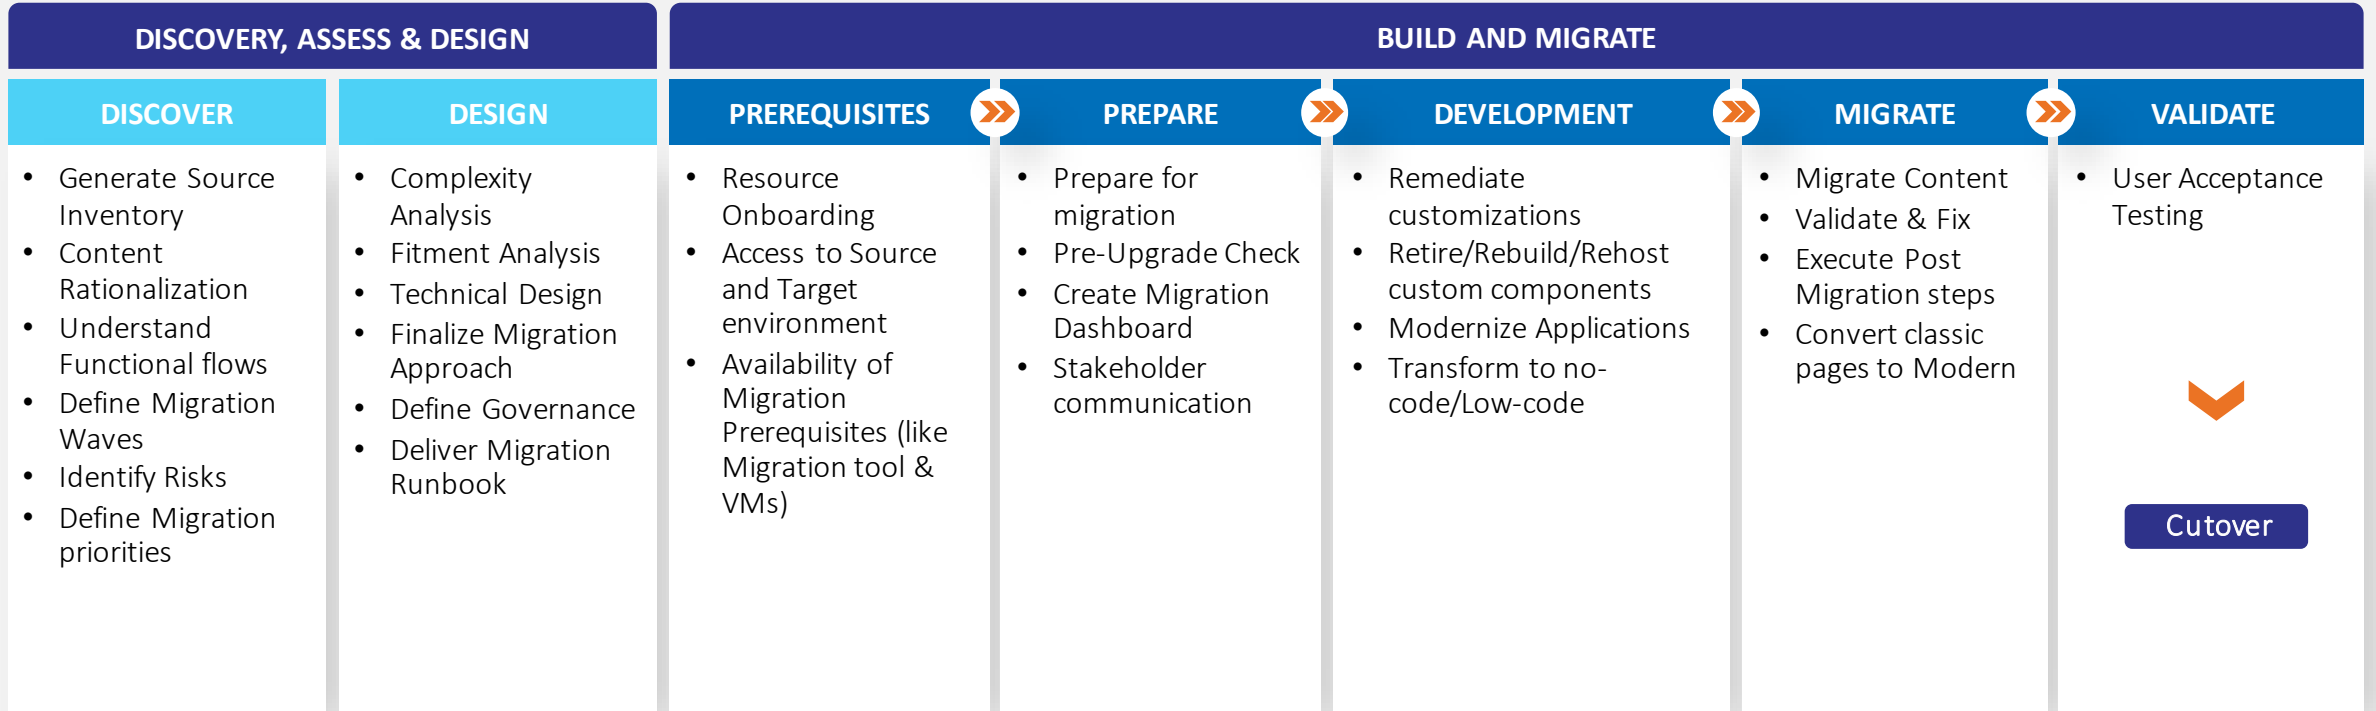 DISCOVERY, ASSESS & DESIGN
BUILD AND MIGRATE
DISCOVER
• Generate Source
Inventory
• Content
Rationalization
• Understand
Functional flows
• Define Migration
Waves
• Identify Risks
• Define Migration
priorities
DESIGN
• Complexity
Analysis
• Fitment Analysis
• Technical Design
• Finalize Migration
Approach
• Define Governance
• Deliver Migration
Runbook
PREREQUISITES
• Resource
Onboarding
• Access to Source
and Target
environment
• Availability of
Migration
Prerequisites (like
Migration tool &
VMs)
PREPARE
• Prepare for
migration
• Pre-Upgrade Check
• Create Migration
Dashboard
• Stakeholder
communication
DEVELOPMENT
• Remediate
customizations
• Retire/Rebuild/Rehost
custom components
• Modernize Applications
• Transform to no-
code/Low-code
MIGRATE
• Migrate Content
• Validate & Fix
• Execute Post
Migration steps
• Convert classic
pages to Modern
VALIDATE
• User Acceptance
Testing
Cutover